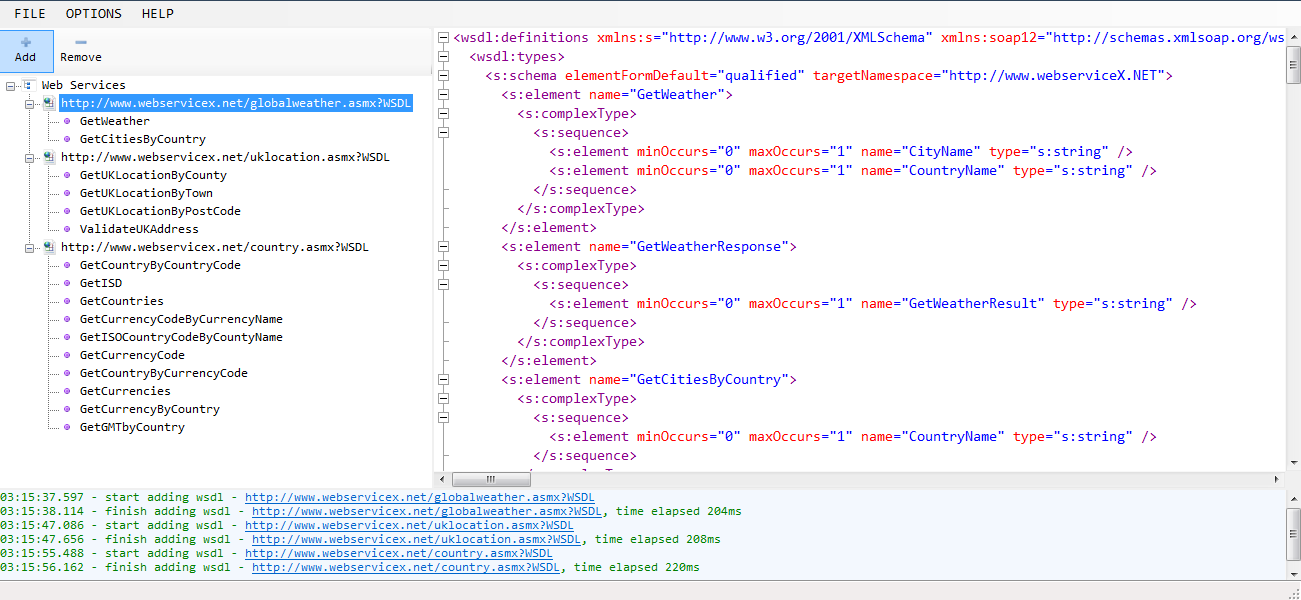 FILE OPTIONS HELP
Add Remove
Web Services
http://www.webservicex.net/globalweather.asmx?WSDL
GetWeather
GetCitiesByCountry
http://www.webservicex.net/uklocation.asmx?WSDL
GetUKLocationByCounty
GetUKLocationByTown
GetUKLocationByPostCode
ValidateUKAddress
http://www.webservicex.net/country.asmx?WSDL
GetCountryByCountryCode
GetISD
GetCountries
GetCurrencyCodeByCurrencyName
GetISOCountryCodeByCountyName
GetCurrencyCode
GetCountryByCurrencyCode
GetCurrencies
GetCurrencyByCountry
GetGMTbyCountry
<wsdl:definitions xmlns:s="http://www.w3.org/2001/XMLSchema" xmlns:soap12="http://schemas.xmlsoap.org/ws
<wsdl:types>
<s:schema elementFormDefault="qualified" targetNamespace="http://www.webserviceX.NET">
<s:element name="GetWeather">
<s:complexType>
<s:sequence>
<s:element minOccurs="0" maxOccurs="1" name="CityName" type="s:string" />
<s:element minOccurs="0" maxOccurs="1" name="CountryName" type="s:string" />
</s:sequence>
</s:complexType>
</s:element>
<s:element name="GetWeatherResponse">
<s:complexType>
<s:sequence>
<s:element minOccurs="0" maxOccurs="1" name="GetWeatherResult" type="s:string" />
</s:sequence>
</s:complexType>
</s:element>
<s:element name="GetCitiesByCountry">
<s:complexType>
<s:sequence>
<s:element minOccurs="0" maxOccurs="1" name="CountryName" type="s:string" />
</s:sequence>
03:15:37.597 - start adding wsdl - http://www.webservicex.net/globalweather.asmx?WSDL
03:15:38.114 - finish adding wsdl - http://www.webservicex.net/globalweather.asmx?WSDL, time elapsed 204ms
03:15:47.086 - start adding wsdl - http://www.webservicex.net/uklocation.asmx?WSDL
03:15:47.656 - finish adding wsdl - http://www.webservicex.net/uklocation.asmx?WSDL, time elapsed 208ms
03:15:55.488 - start adding wsdl - http://www.webservicex.net/country.asmx?WSDL
03:15:56.162 - finish adding wsdl - http://www.webservicex.net/country.asmx?WSDL, time elapsed 220ms